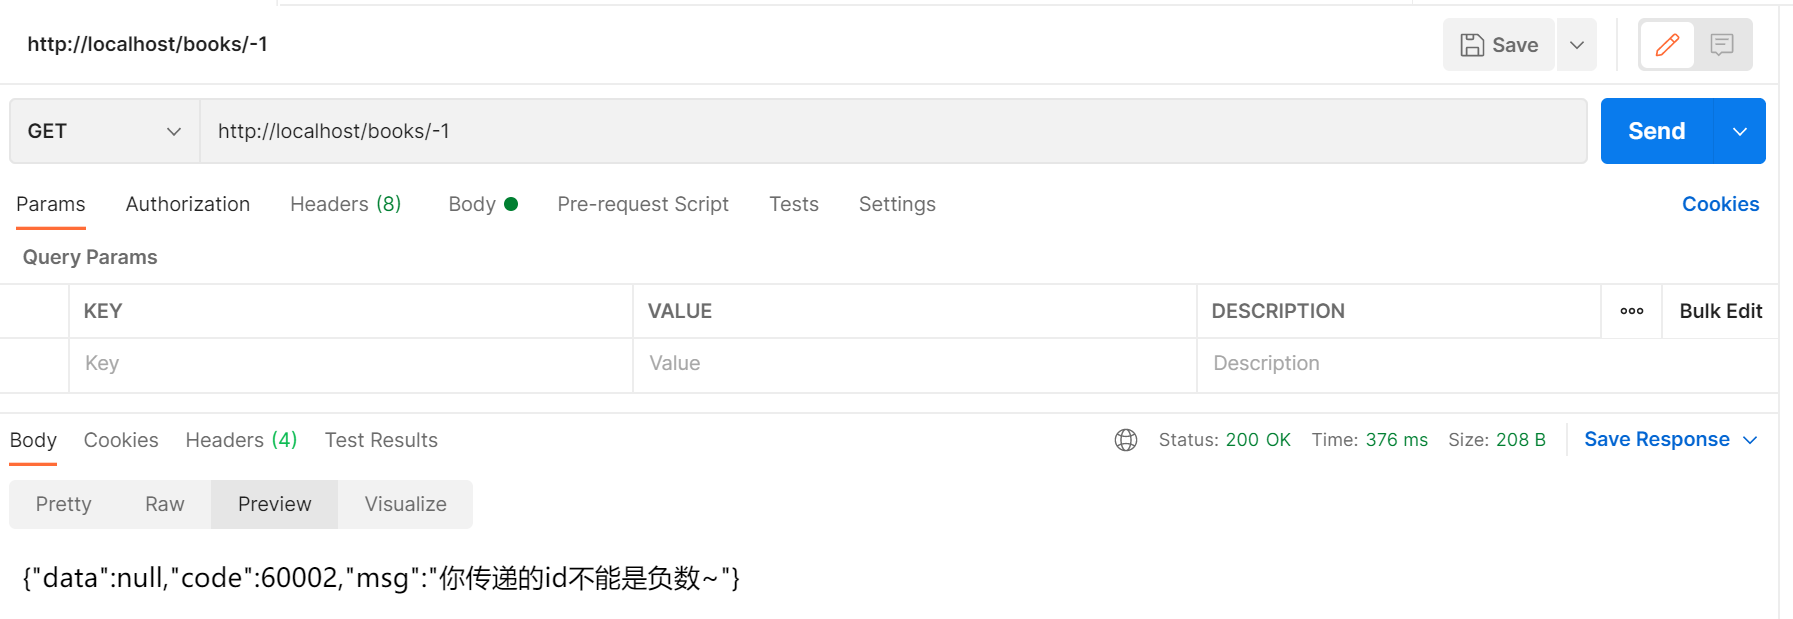 http://localhost/books/-1
Save
GET http://localhost/books/-1 Send
Params Authorization Headers (8) Body Pre-request Script Tests Settings Cookies
Query Params
KEY VALUE DESCRIPTION ooo Bulk Edit
Key Value Description
Body Cookies Headers (4) Test Results Status: 200 OK Time: 376 ms Size: 208 B Save Response
Pretty Raw Preview Visualize
{"data":null,"code":60002,"msg":"你传递的id不能是负数~"}